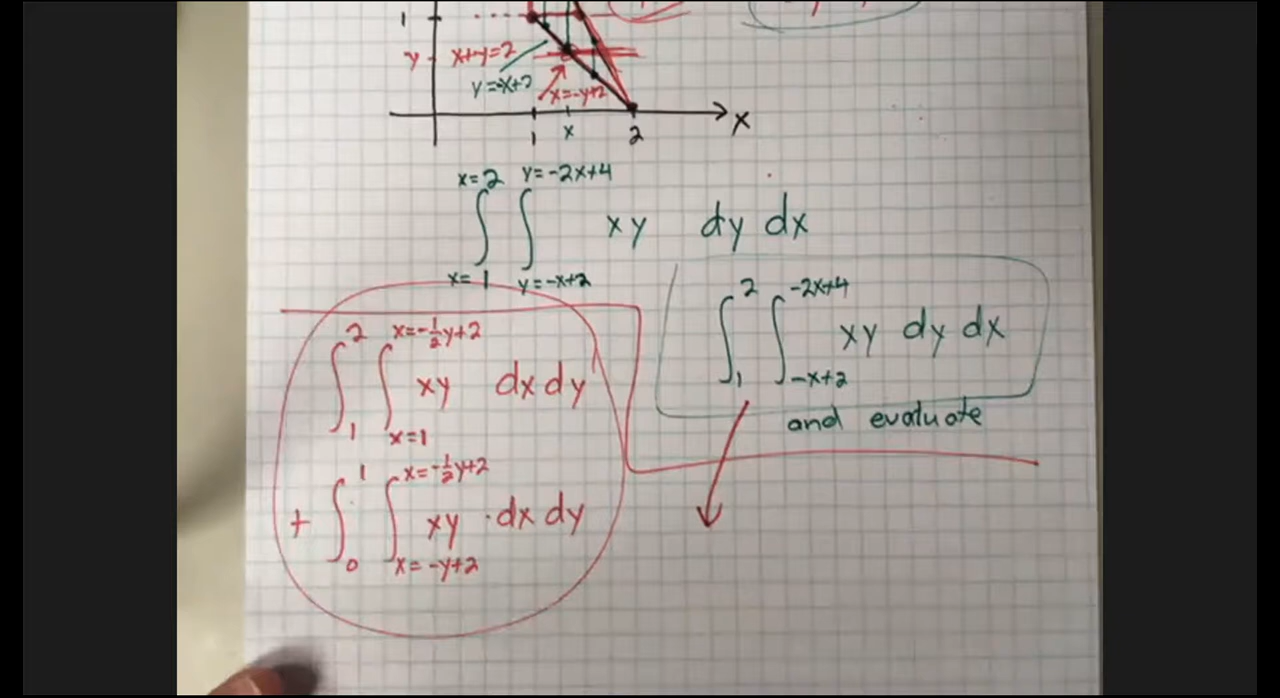 1
y x+y=2
y=-x+2
x=-y+2
1 x 2 x
x=2 y=-2x+4
∫ ∫ xy dy dx
x=1 y=-x+2
2 x=-½y+2
∫ ∫ xy dx dy
1 x=1
1 x=-½y+2
+ ∫ ∫ xy · dx dy
0 x=-y+2
2 -2x+4
∫ ∫ xy dy dx
1 -x+2
and evaluate